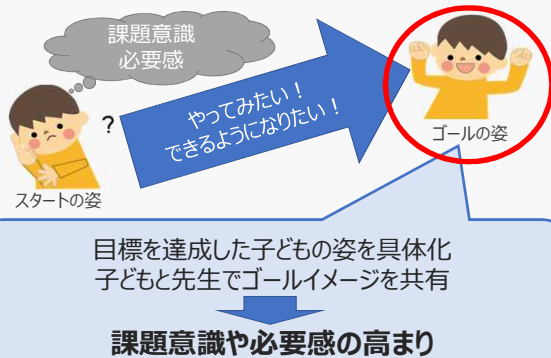 課題意識
必要感
?
やってみたい！
できるようになりたい！
スタートの姿
ゴールの姿
目標を達成した子どもの姿を具体化
子どもと先生でゴールイメージを共有
課題意識や必要感の高まり